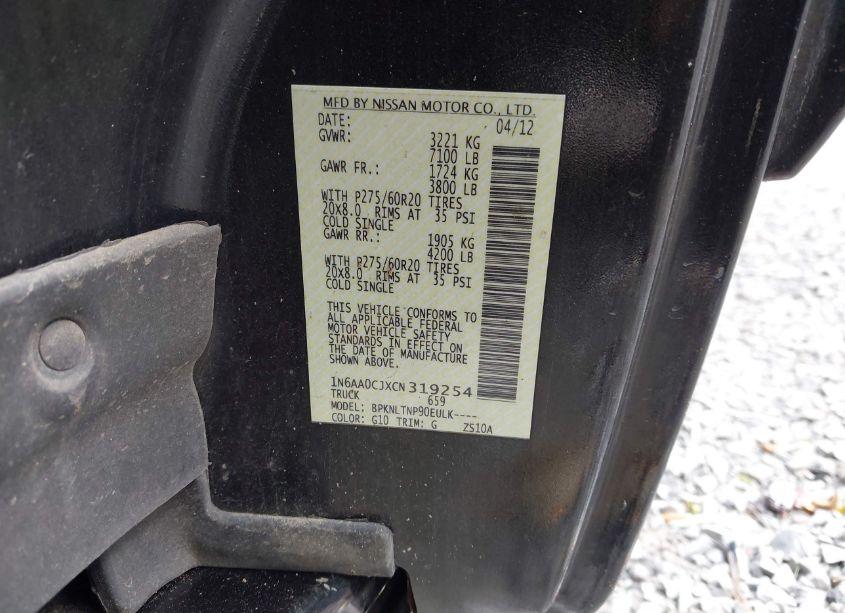 MFD BY NISSAN MOTOR CO., LTD.
DATE: 04/12
GVWR: 3221 KG
7100 LB
GAWR FR.: 1724 KG
3800 LB
WITH P275/60R20 TIRES
20x8.0 RIMS AT 35 PSI
COLD SINGLE
GAWR RR.: 1905 KG
4200 LB
WITH P275/60R20 TIRES
20x8.0 RIMS AT 35 PSI
COLD SINGLE
THIS VEHICLE CONFORMS TO
ALL APPLICABLE FEDERAL
MOTOR VEHICLE SAFETY
STANDARDS IN EFFECT ON
THE DATE OF MANUFACTURE
SHOWN ABOVE.
1N6AA0CJXCN319254
TRUCK 659
MODEL: BPKNLTNP90EULK----
COLOR: G10 TRIM: G ZS10A